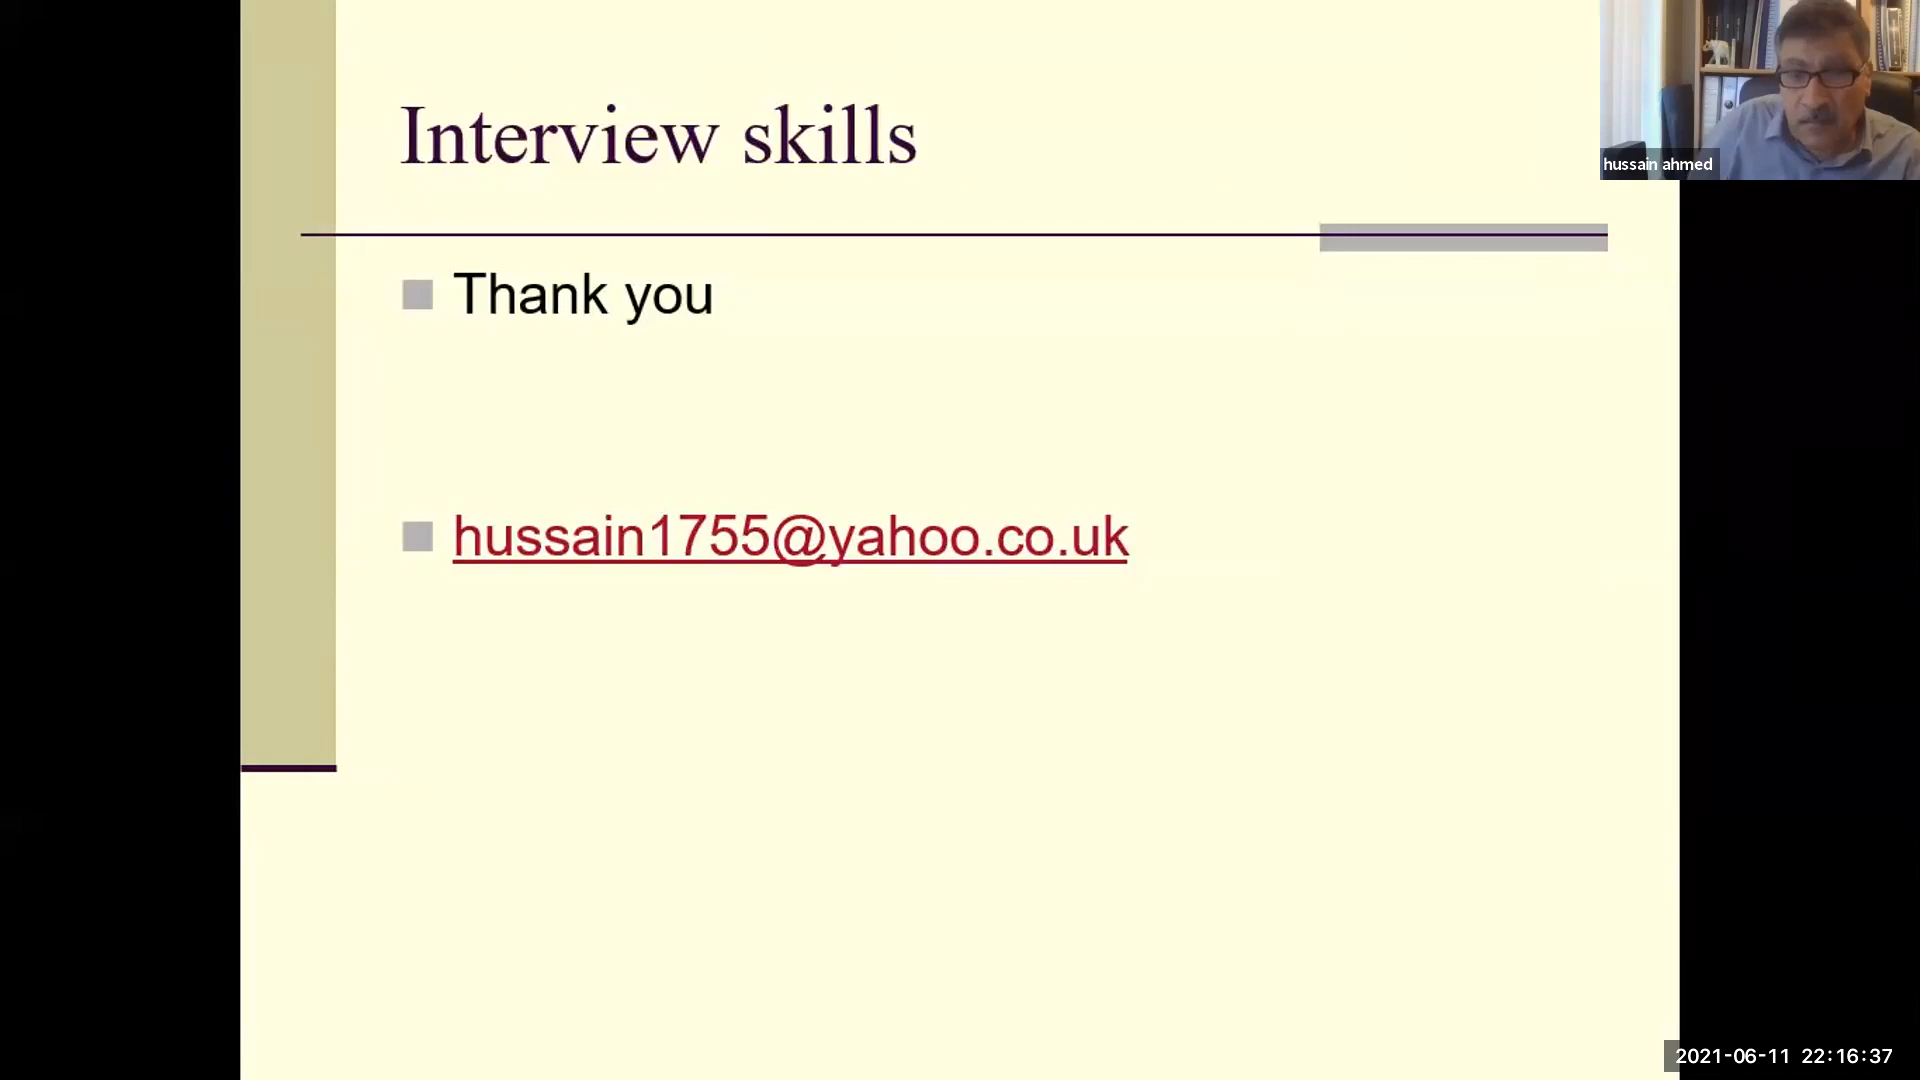 Interview skills
hussain ahmed
Thank you
hussain1755@yahoo.co.uk
2021-06-11 22:16:37